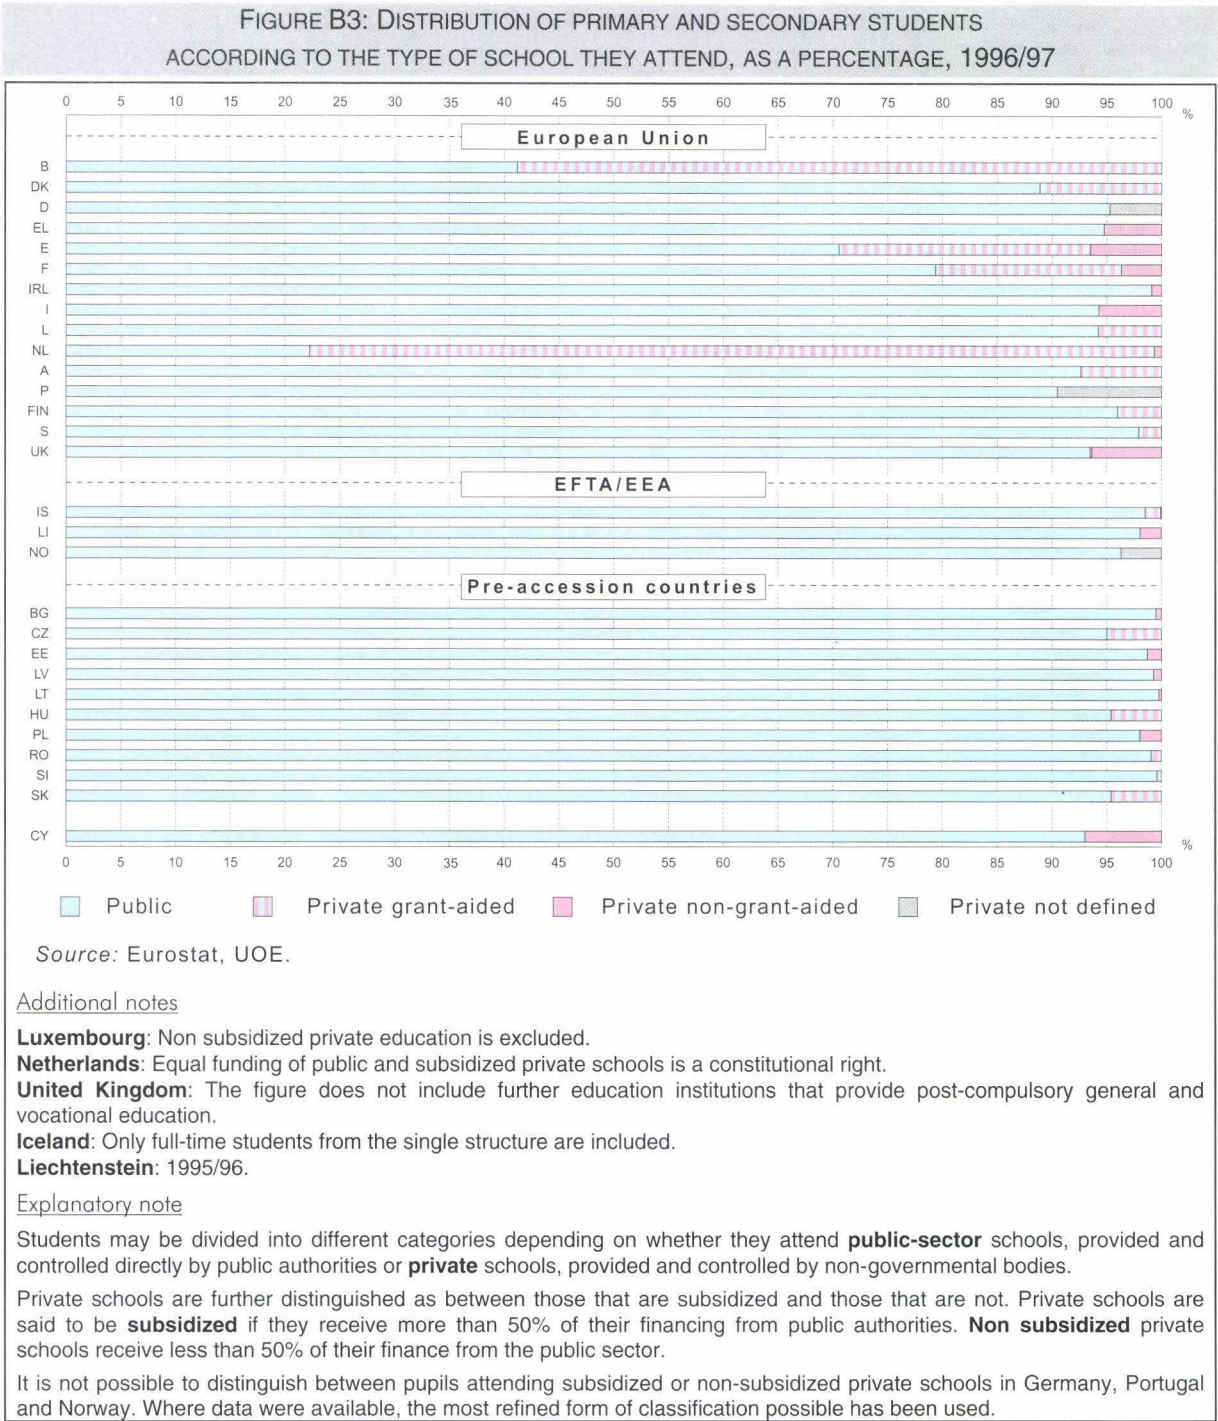 FIGURE B3: DISTRIBUTION OF PRIMARY AND SECONDARY STUDENTS
ACCORDING TO THE TYPE OF SCHOOL THEY ATTEND, AS A PERCENTAGE, 1996/97
0 5 10 15 20 25 30 35 40 45 50 55 60 65 70 75 80 85 90 95 100
%
European Union
B
DK
D
EL
E
F
IRL
I
L
NL
A
P
FIN
S
UK
EFTA/EEA
IS
LI
NO
Pre-accession countries
BG
CZ
EE
LV
LT
HU
PL
RO
SI
SK
CY
%
0 5 10 15 20 25 30 35 40 45 50 55 60 65 70 75 80 85 90 95 100
Public Private grant-aided Private non-grant-aided Private not defined
Source: Eurostat, UOE.
Additional notes
Luxembourg: Non subsidized private education is excluded.
Netherlands: Equal funding of public and subsidized private schools is a constitutional right.
United Kingdom: The figure does not include further education institutions that provide post-compulsory general and
vocational education.
Iceland: Only full-time students from the single structure are included.
Liechtenstein: 1995/96.
Explanatory note
Students may be divided into different categories depending on whether they attend public-sector schools, provided and
controlled directly by public authorities or private schools, provided and controlled by non-governmental bodies.
Private schools are further distinguished as between those that are subsidized and those that are not. Private schools are
said to be subsidized if they receive more than 50% of their financing from public authorities. Non subsidized private
schools receive less than 50% of their finance from the public sector.
It is not possible to distinguish between pupils attending subsidized or non-subsidized private schools in Germany, Portugal
and Norway. Where data were available, the most refined form of classification possible has been used.